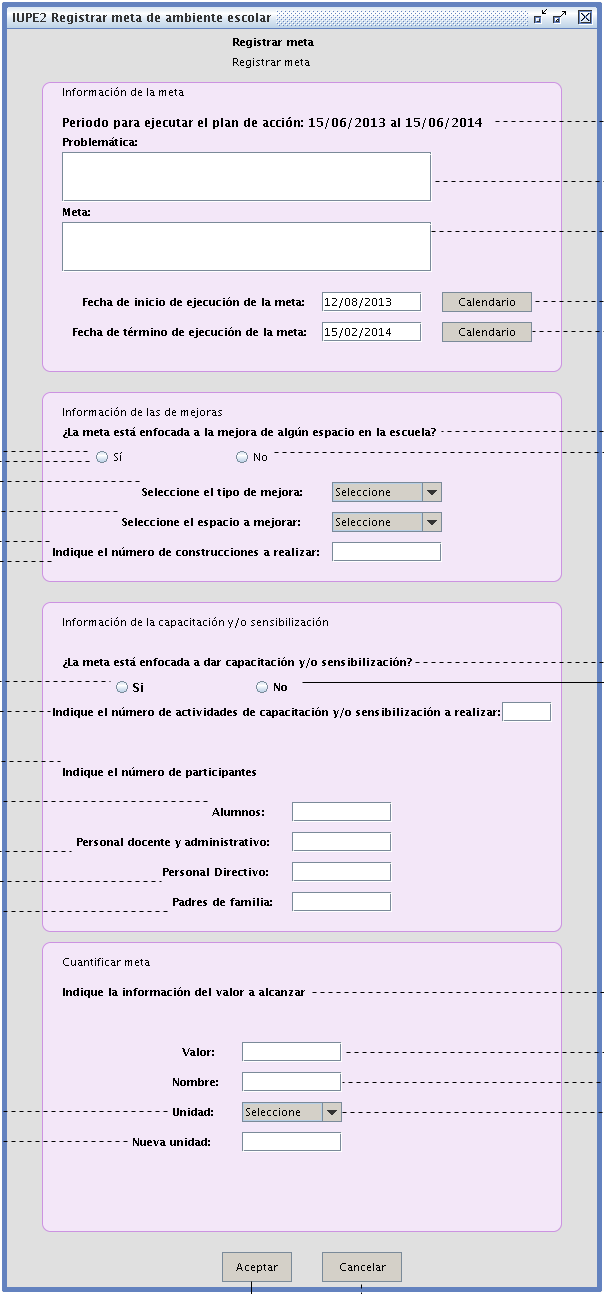 IUPE2 Registrar meta de ambiente escolar
Registrar meta
Registrar meta
Información de la meta
Periodo para ejecutar el plan de acción: 15/06/2013 al 15/06/2014
Problemática:
Meta:
Fecha de inicio de ejecución de la meta: 12/08/2013 Calendario
Fecha de término de ejecución de la meta: 15/02/2014 Calendario
Información de las de mejoras
¿La meta está enfocada a la mejora de algún espacio en la escuela?
Sí No
Seleccione el tipo de mejora: Seleccione
Seleccione el espacio a mejorar: Seleccione
Indique el número de construcciones a realizar:
Información de la capacitación y/o sensibilización
¿La meta está enfocada a dar capacitación y/o sensibilización?
Si No
Indique el número de actividades de capacitación y/o sensibilización a realizar:
Indique el número de participantes
Alumnos:
Personal docente y administrativo:
Personal Directivo:
Padres de familia:
Cuantificar meta
Indique la información del valor a alcanzar
Valor:
Nombre:
Unidad: Seleccione
Nueva unidad:
Aceptar Cancelar